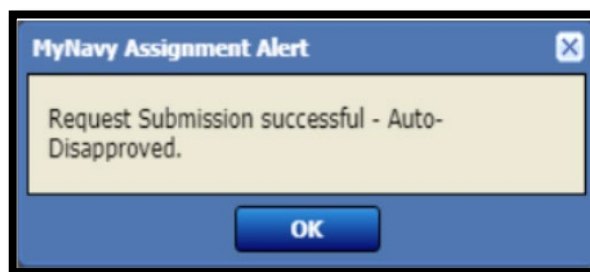 MyNavy Assignment Alert
Request Submission successful - Auto-
Disapproved.
OK